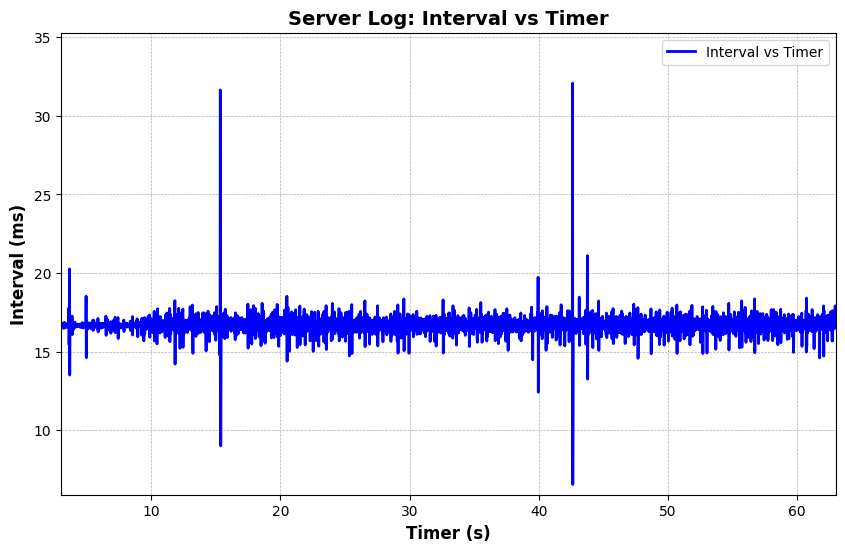 Server Log: Interval vs Timer
Interval vs Timer
35
30
25
20
15
10
Interval (ms)
10 20 30 40 50 60
Timer (s)